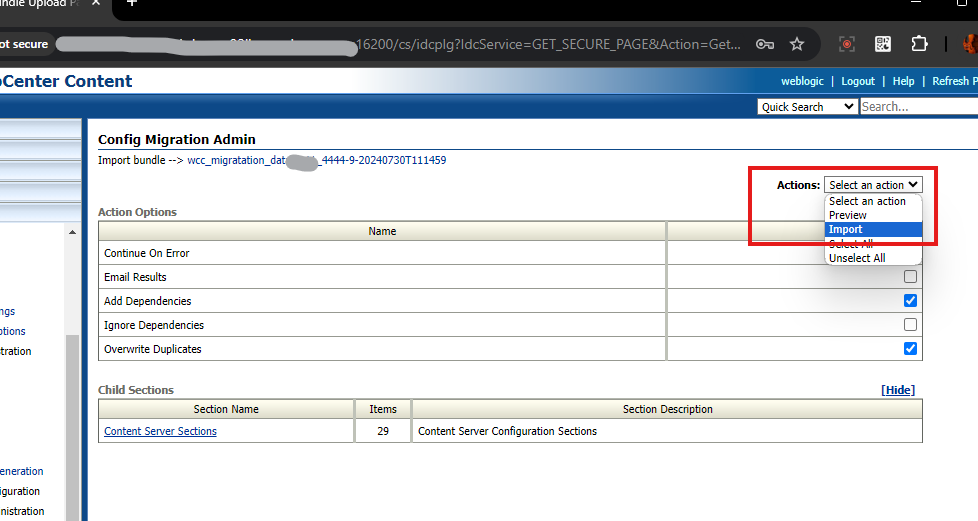 ndle Upload P
ot secure
16200/cs/idcplg?IdcService=GET_SECURE_PAGE&Action=Get...
Center Content
weblogic | Logout | Help | Refresh P
Quick Search
Search...
Config Migration Admin
Import bundle --> wcc_migratation_dat _4444-9-20240730T111459
Actions: Select an action
Select an action
Preview
Import
Select All
Unselect All
Action Options
Name
Continue On Error
Email Results
Add Dependencies
Ignore Dependencies
Overwrite Duplicates
Child Sections [Hide]
Section Name Items Section Description
Content Server Sections 29 Content Server Configuration Sections
ngs
ptions
tration
eneration
iguration
nistration